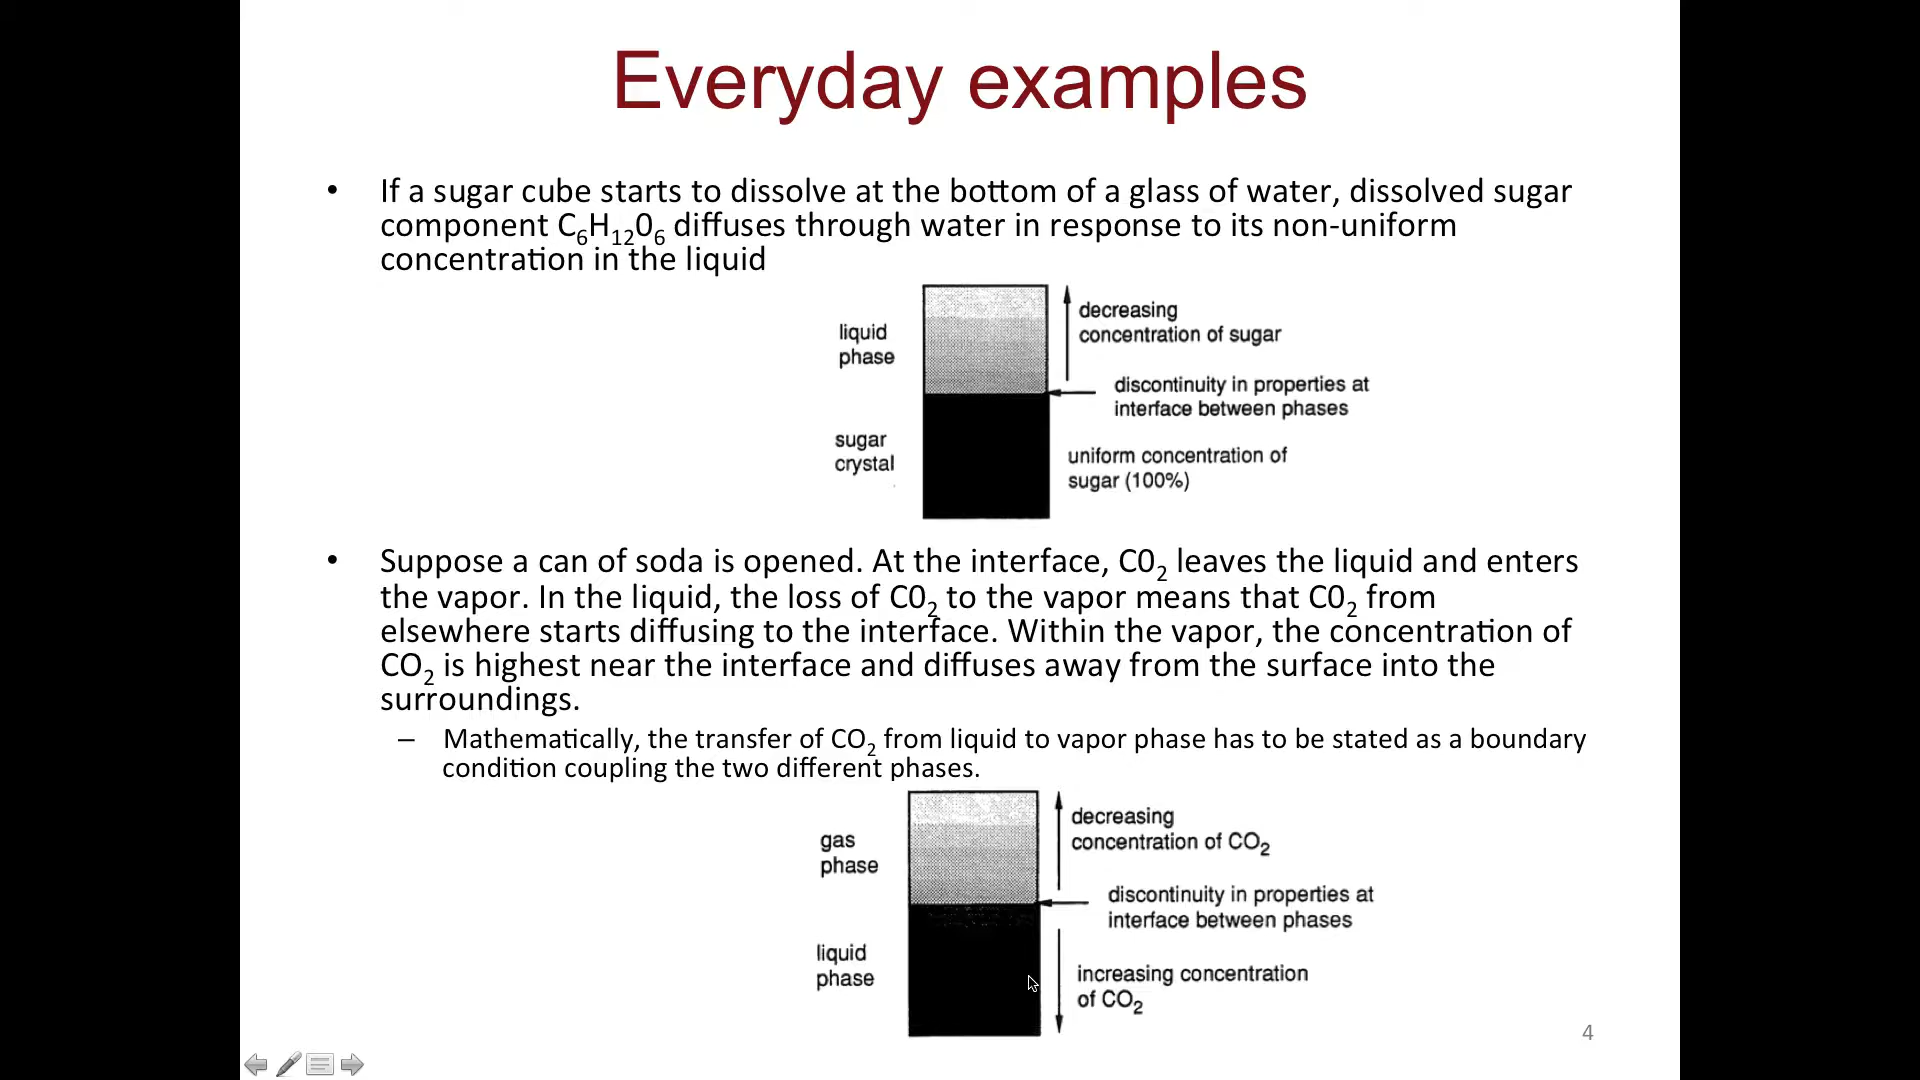 Everyday examples
• If a sugar cube starts to dissolve at the bottom of a glass of water, dissolved sugar
component C6H1206 diffuses through water in response to its non-uniform
concentration in the liquid
decreasing
concentration of sugar
liquid
phase
discontinuity in properties at
interface between phases
sugar
crystal
uniform concentration of
sugar (100%)
• Suppose a can of soda is opened. At the interface, C02 leaves the liquid and enters
the vapor. In the liquid, the loss of C02 to the vapor means that C02 from
elsewhere starts diffusing to the interface. Within the vapor, the concentration of
CO2 is highest near the interface and diffuses away from the surface into the
surroundings.
– Mathematically, the transfer of CO2 from liquid to vapor phase has to be stated as a boundary
condition coupling the two different phases.
decreasing
concentration of CO2
gas
phase
discontinuity in properties at
interface between phases
liquid
phase
increasing concentration
of CO2
4